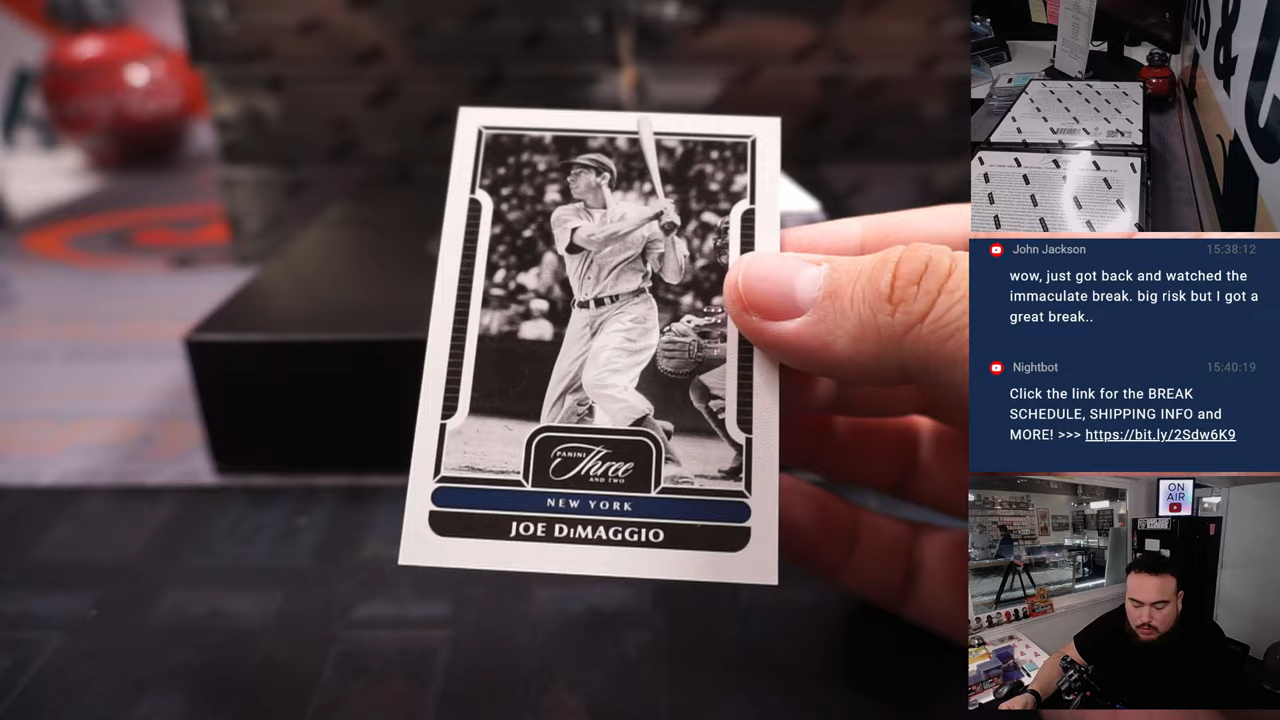 PANINI
Three
AND TWO
NEW YORK
JOE DiMAGGIO
John Jackson 15:38:12
wow, just got back and watched the
immaculate break. big risk but I got a
great break..
Nightbot 15:40:19
Click the link for the BREAK
SCHEDULE, SHIPPING INFO and
MORE! >>> https://bit.ly/2Sdw6K9
ON
AIR